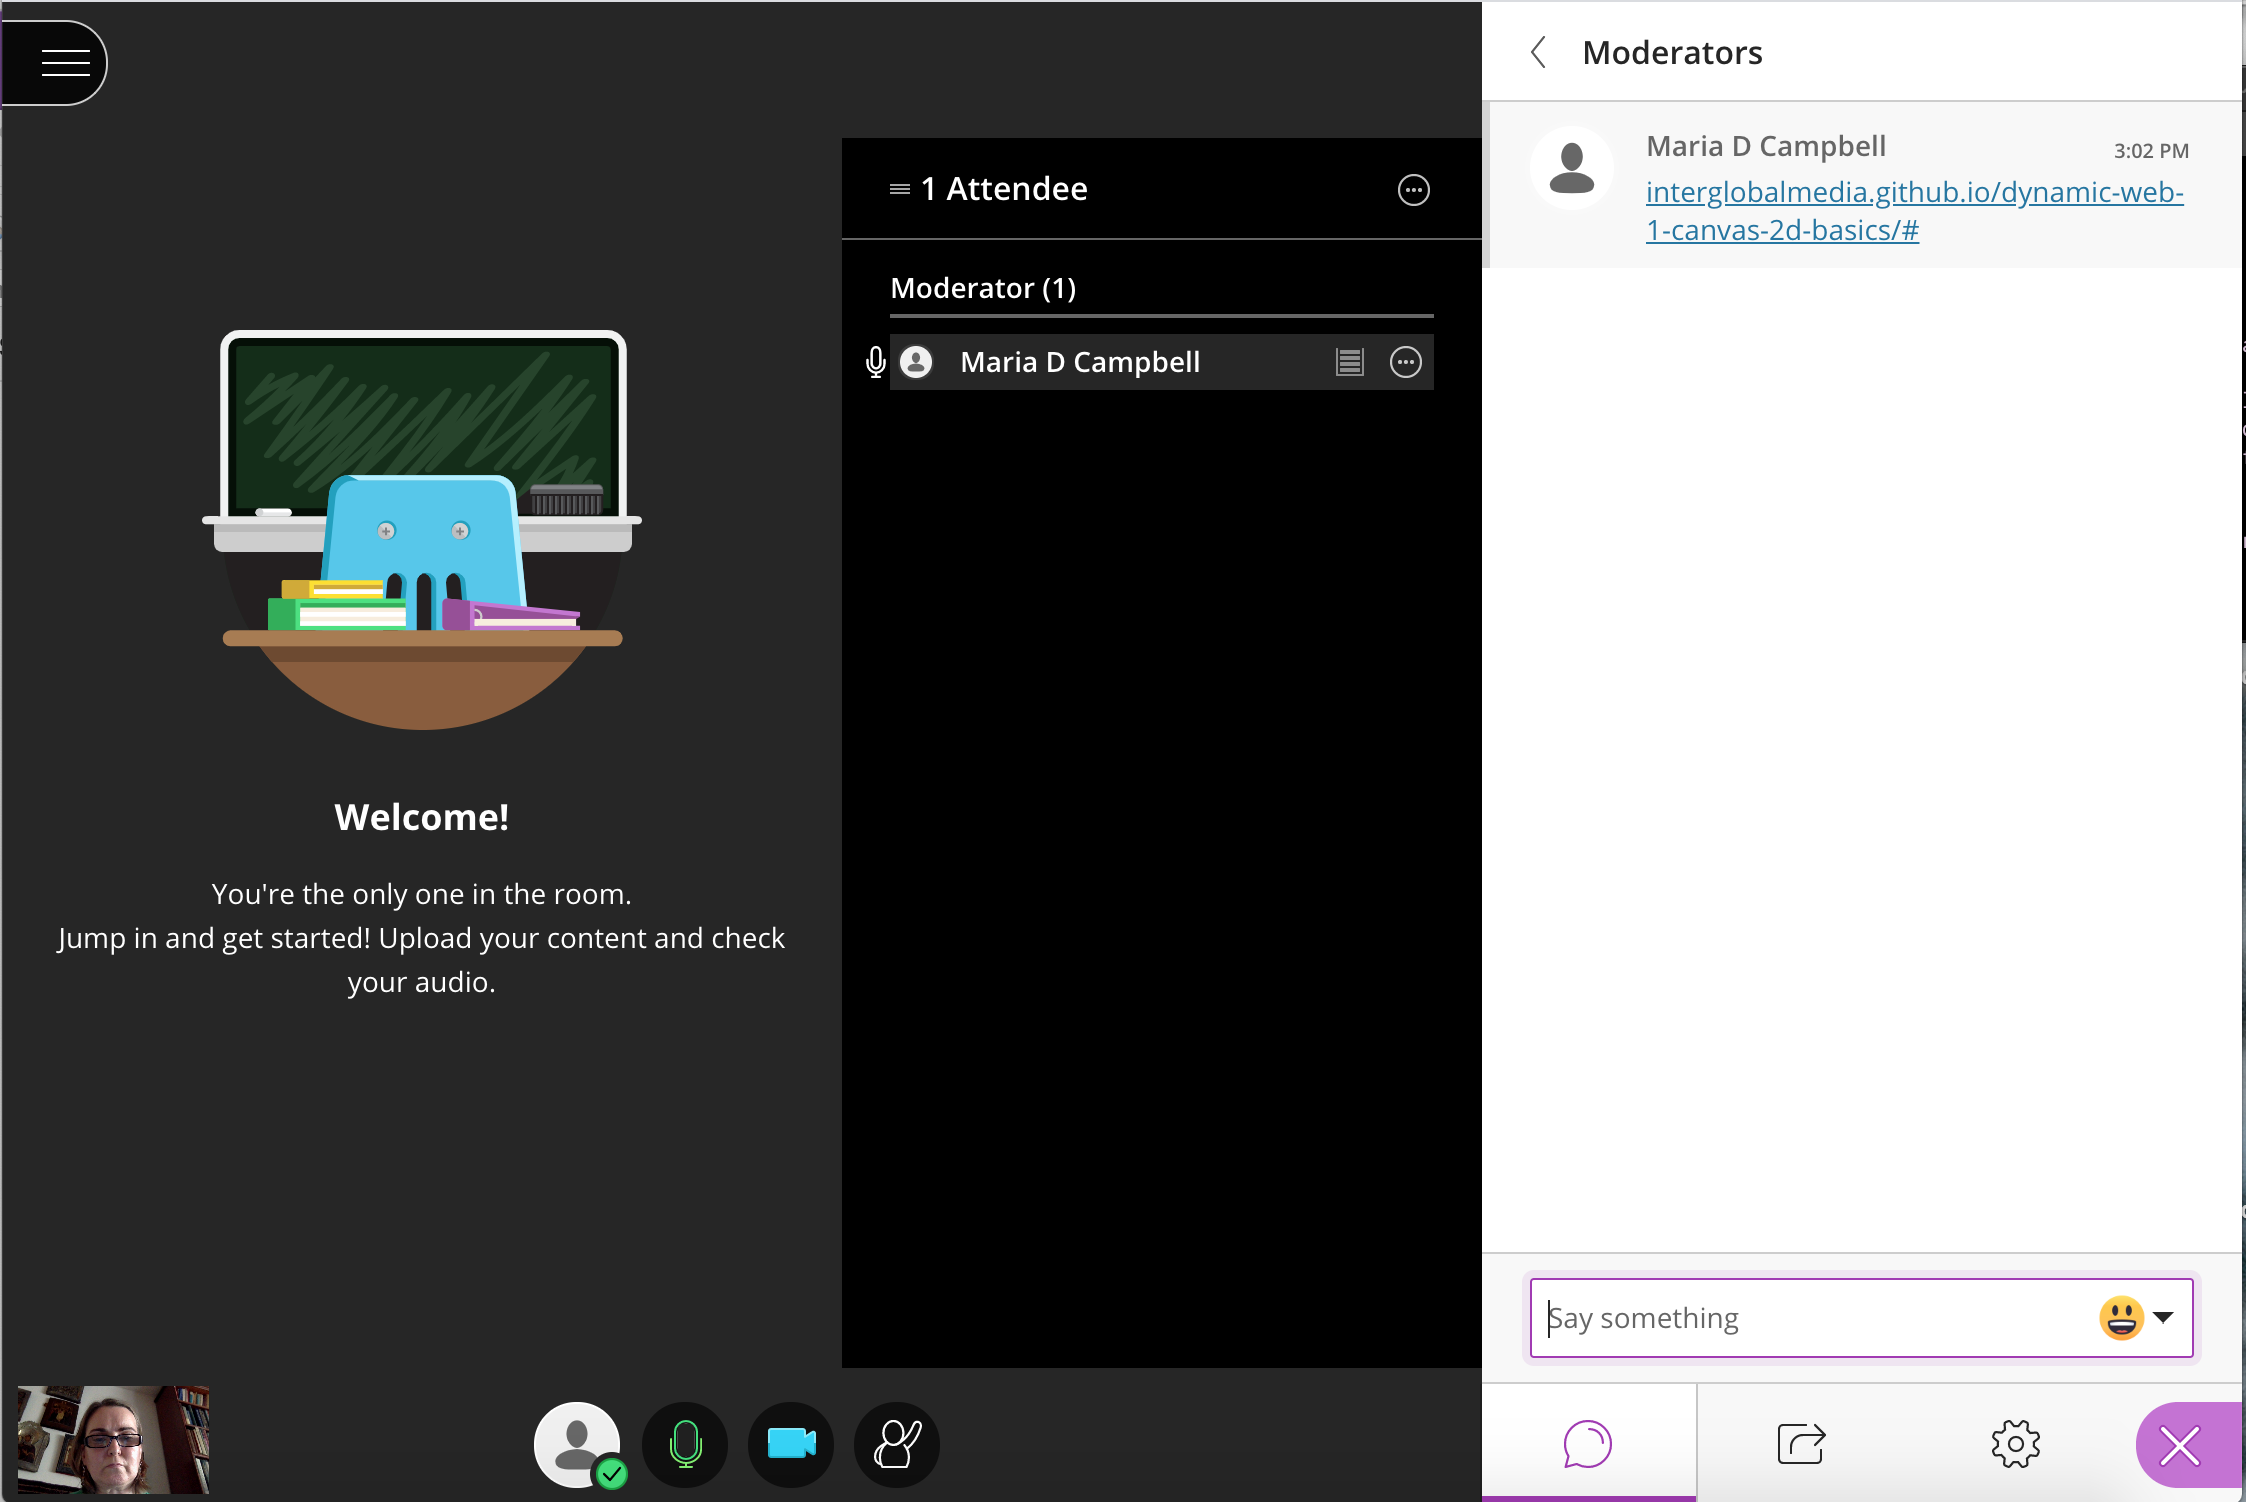 Welcome!
You're the only one in the room.
Jump in and get started! Upload your content and check
your audio.
1 Attendee
Moderator (1)
Maria D Campbell
Moderators
Maria D Campbell
3:02 PM
interglobalmedia.github.io/dynamic-web-
1-canvas-2d-basics/#
Say something